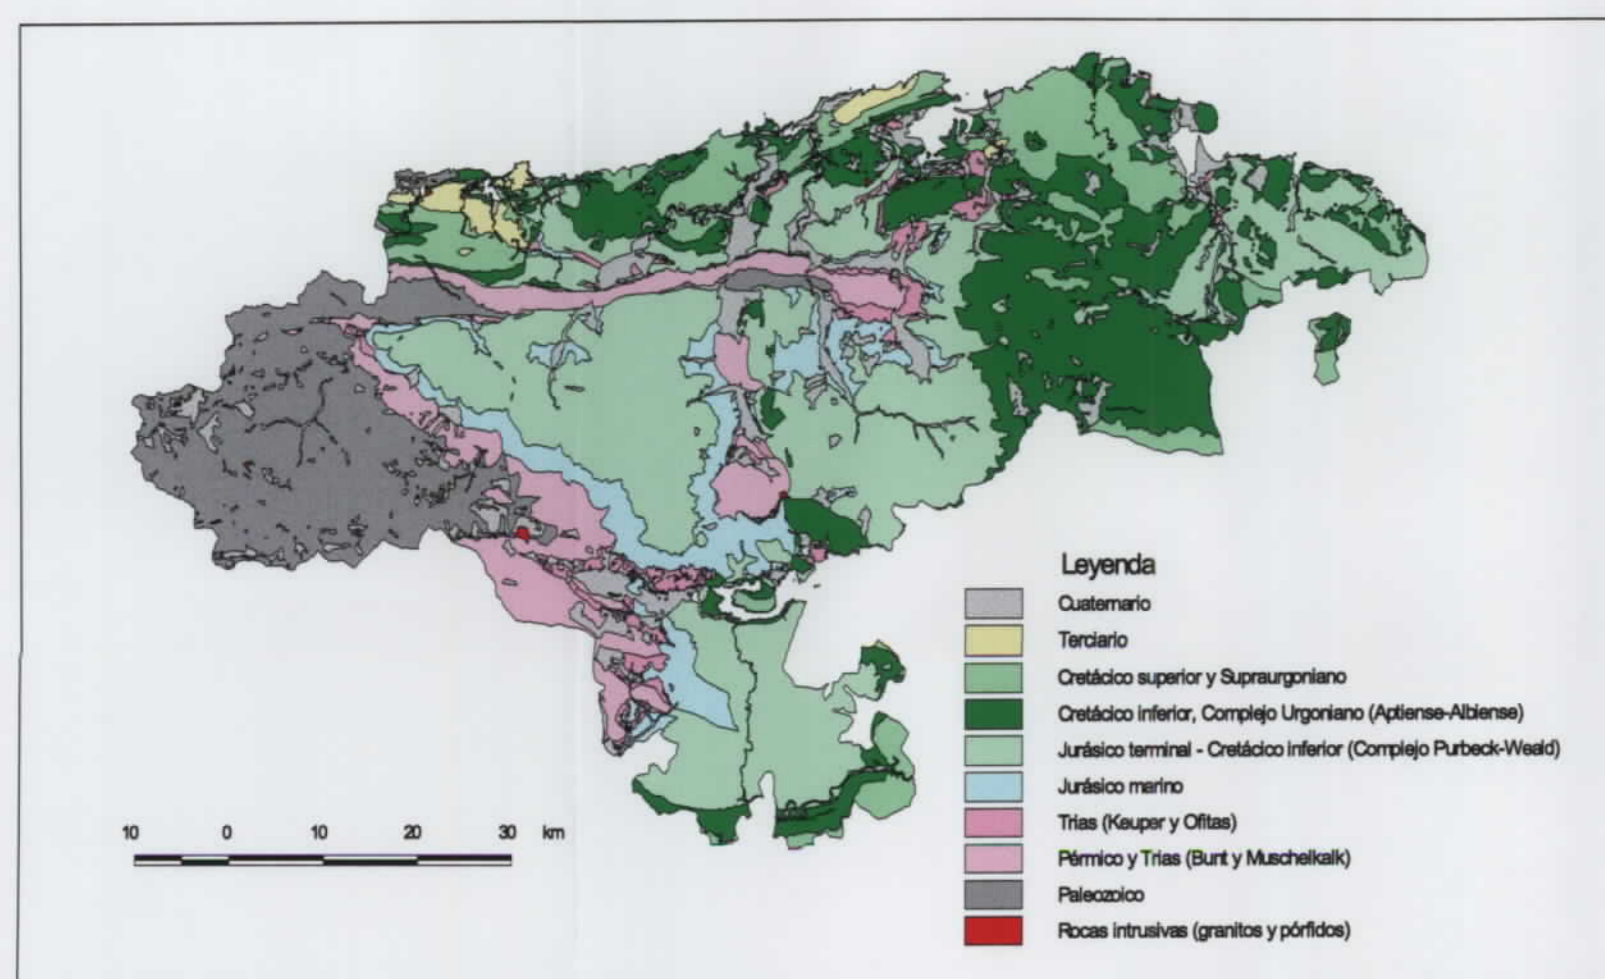 Leyenda
Cuaternario
Terciario
Cretácico superior y Supraurgoniano
Cretácico inferior, Complejo Urgoniano (Aptiense-Albiense)
Jurásico terminal - Cretácico inferior (Complejo Purbeck-Weald)
Jurásico marino
Trias (Keuper y Ofitas)
Pérmico y Trias (Bunt y Muschelkalk)
Paleozoico
Rocas intrusivas (granitos y pórfidos)
10 0 10 20 30 km